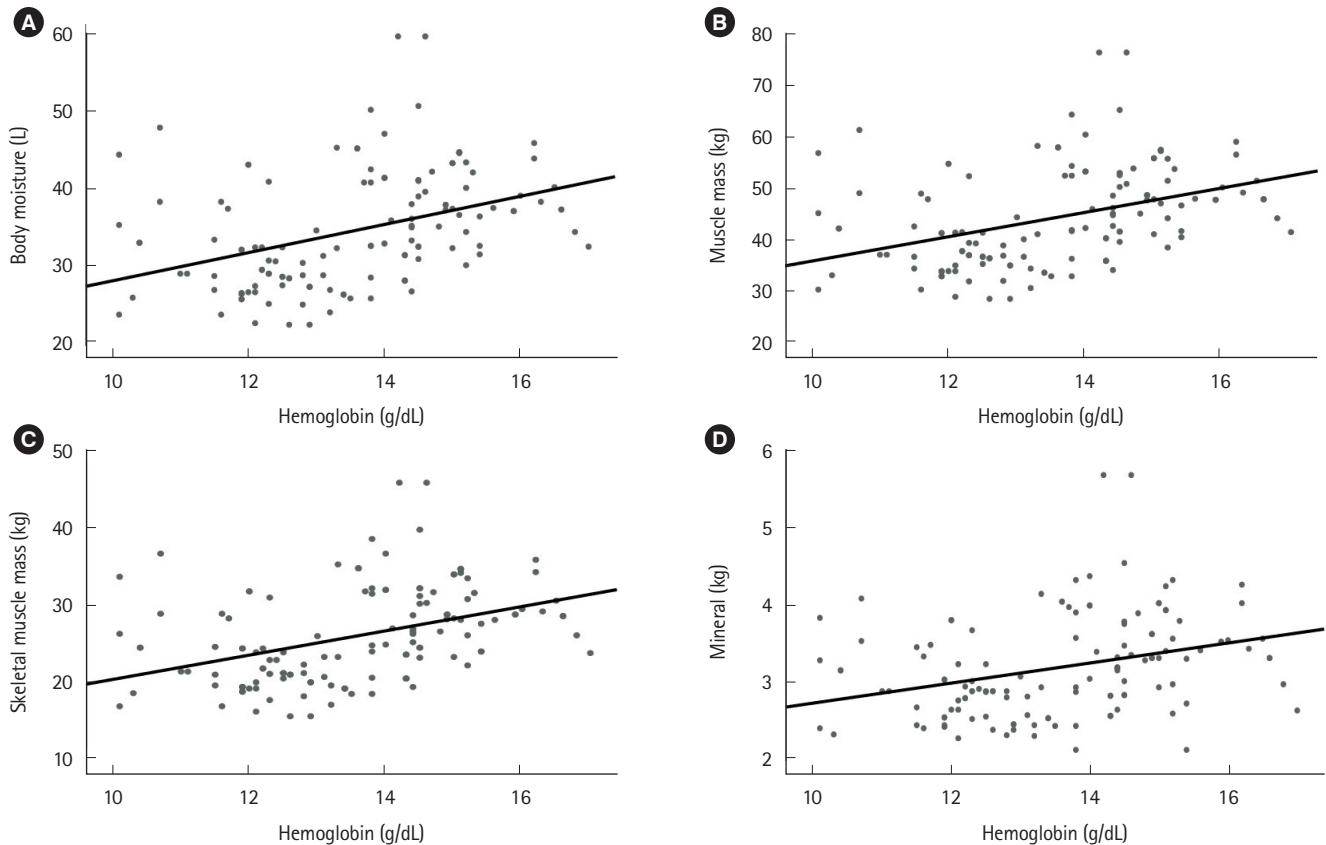 A
60
50
40
30
20
Body moisture (L)
10 12 14 16
Hemoglobin (g/dL)
B
80
70
60
50
40
30
20
Muscle mass (kg)
10 12 14 16
Hemoglobin (g/dL)
C
50
40
30
20
10
Skeletal muscle mass (kg)
10 12 14 16
Hemoglobin (g/dL)
D
6
5
4
3
2
Mineral (kg)
10 12 14 16
Hemoglobin (g/dL)